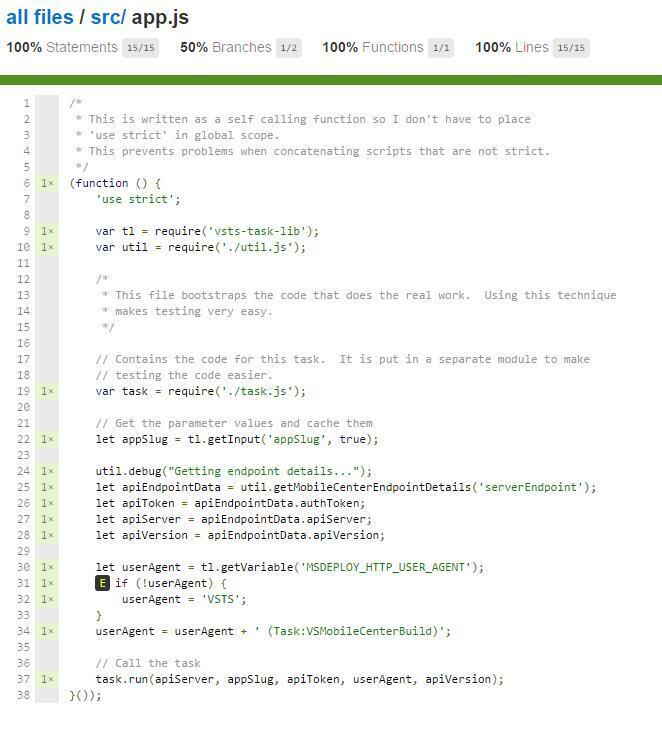 all files / src/ app.js
100% Statements 15/15 50% Branches 1/2 100% Functions 1/1 100% Lines 15/15
1 /*
2 * This is written as a self calling function so I don't have to place
3 * 'use strict' in global scope.
4 * This prevents problems when concatenating scripts that are not strict.
5 */
6 1× (function () {
7 'use strict';
8
9 1× var tl = require('vsts-task-lib');
10 1× var util = require('./util.js');
11
12 /*
13 * This file bootstraps the code that does the real work.  Using this technique
14 * makes testing very easy.
15 */
16
17 // Contains the code for this task.  It is put in a separate module to make
18 // testing the code easier.
19 1× var task = require('./task.js');
20
21 // Get the parameter values and cache them
22 1× let appSlug = tl.getInput('appSlug', true);
23
24 1× util.debug("Getting endpoint details...");
25 1× let apiEndpointData = util.getMobileCenterEndpointDetails('serverEndpoint');
26 1× let apiToken = apiEndpointData.authToken;
27 1× let apiServer = apiEndpointData.apiServer;
28 1× let apiVersion = apiEndpointData.apiVersion;
29
30 1× let userAgent = tl.getVariable('MSDEPLOY_HTTP_USER_AGENT');
31 1× E if (!userAgent) {
32 1× userAgent = 'VSTS';
33 }
34 1× userAgent = userAgent + ' (Task:VSMobileCenterBuild)';
35
36 // Call the task
37 1× task.run(apiServer, appSlug, apiToken, userAgent, apiVersion);
38 }());